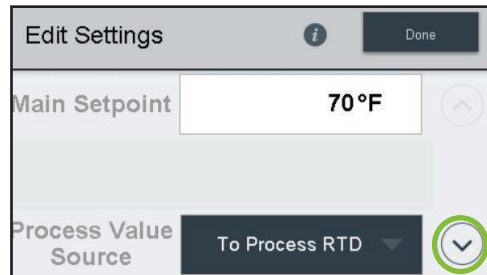 Edit Settings
i
Done
Main Setpoint
70°F
Process Value
Source
To Process RTD